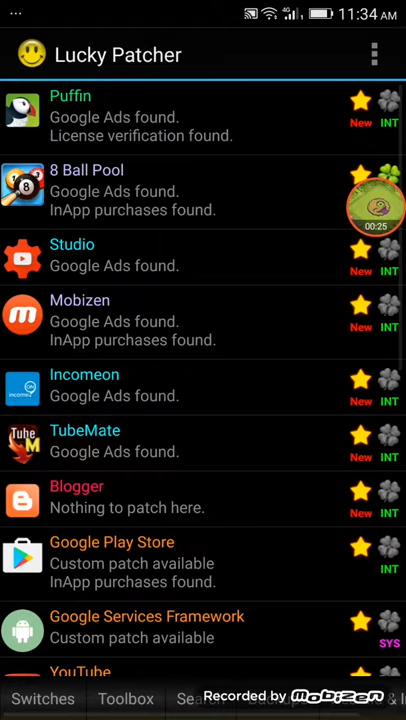 11:34 AM
Lucky Patcher
Puffin
Google Ads found.
License verification found.
New INT
8 Ball Pool
Google Ads found.
InApp purchases found.
00:25
Studio
Google Ads found.
New INT
Mobizen
Google Ads found.
InApp purchases found.
New INT
Incomeon
Google Ads found.
New INT
TubeMate
Google Ads found.
New INT
Blogger
Nothing to patch here.
New INT
Google Play Store
Custom patch available
InApp purchases found.
INT
Google Services Framework
Custom patch available
SYS
YouTube
Switches Toolbox
Recorded by mobizen